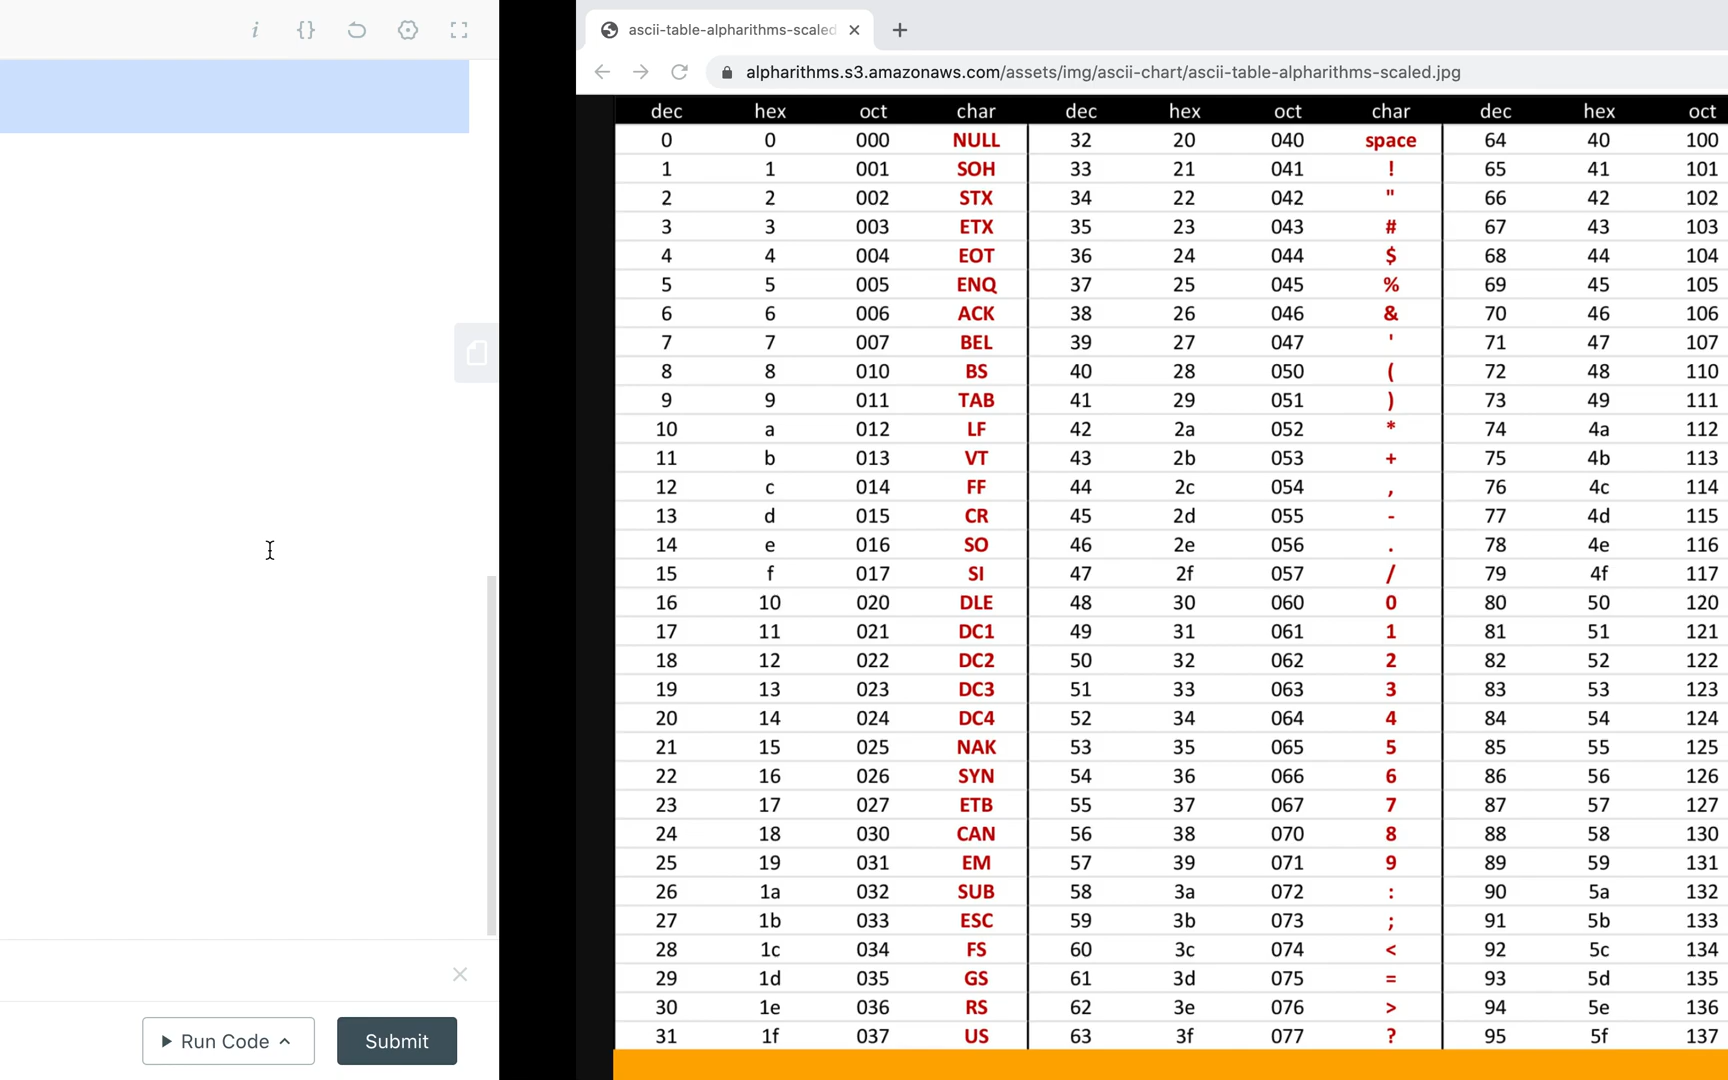 i {}
ascii-table-alpharithms-scaled
alpharithms.s3.amazonaws.com/assets/img/ascii-chart/ascii-table-alpharithms-scaled.jpg
dec hex oct char dec hex oct char dec hex oct
0 0 000 NULL 32 20 040 space 64 40 100
1 1 001 SOH 33 21 041 ! 65 41 101
2 2 002 STX 34 22 042 " 66 42 102
3 3 003 ETX 35 23 043 # 67 43 103
4 4 004 EOT 36 24 044 $ 68 44 104
5 5 005 ENQ 37 25 045 % 69 45 105
6 6 006 ACK 38 26 046 & 70 46 106
7 7 007 BEL 39 27 047 ' 71 47 107
8 8 010 BS 40 28 050 ( 72 48 110
9 9 011 TAB 41 29 051 ) 73 49 111
10 a 012 LF 42 2a 052 * 74 4a 112
11 b 013 VT 43 2b 053 + 75 4b 113
12 c 014 FF 44 2c 054 , 76 4c 114
13 d 015 CR 45 2d 055 - 77 4d 115
14 e 016 SO 46 2e 056 . 78 4e 116
15 f 017 SI 47 2f 057 / 79 4f 117
16 10 020 DLE 48 30 060 0 80 50 120
17 11 021 DC1 49 31 061 1 81 51 121
18 12 022 DC2 50 32 062 2 82 52 122
19 13 023 DC3 51 33 063 3 83 53 123
20 14 024 DC4 52 34 064 4 84 54 124
21 15 025 NAK 53 35 065 5 85 55 125
22 16 026 SYN 54 36 066 6 86 56 126
23 17 027 ETB 55 37 067 7 87 57 127
24 18 030 CAN 56 38 070 8 88 58 130
25 19 031 EM 57 39 071 9 89 59 131
26 1a 032 SUB 58 3a 072 : 90 5a 132
27 1b 033 ESC 59 3b 073 ; 91 5b 133
28 1c 034 FS 60 3c 074 < 92 5c 134
29 1d 035 GS 61 3d 075 = 93 5d 135
30 1e 036 RS 62 3e 076 > 94 5e 136
31 1f 037 US 63 3f 077 ? 95 5f 137
Run Code
Submit